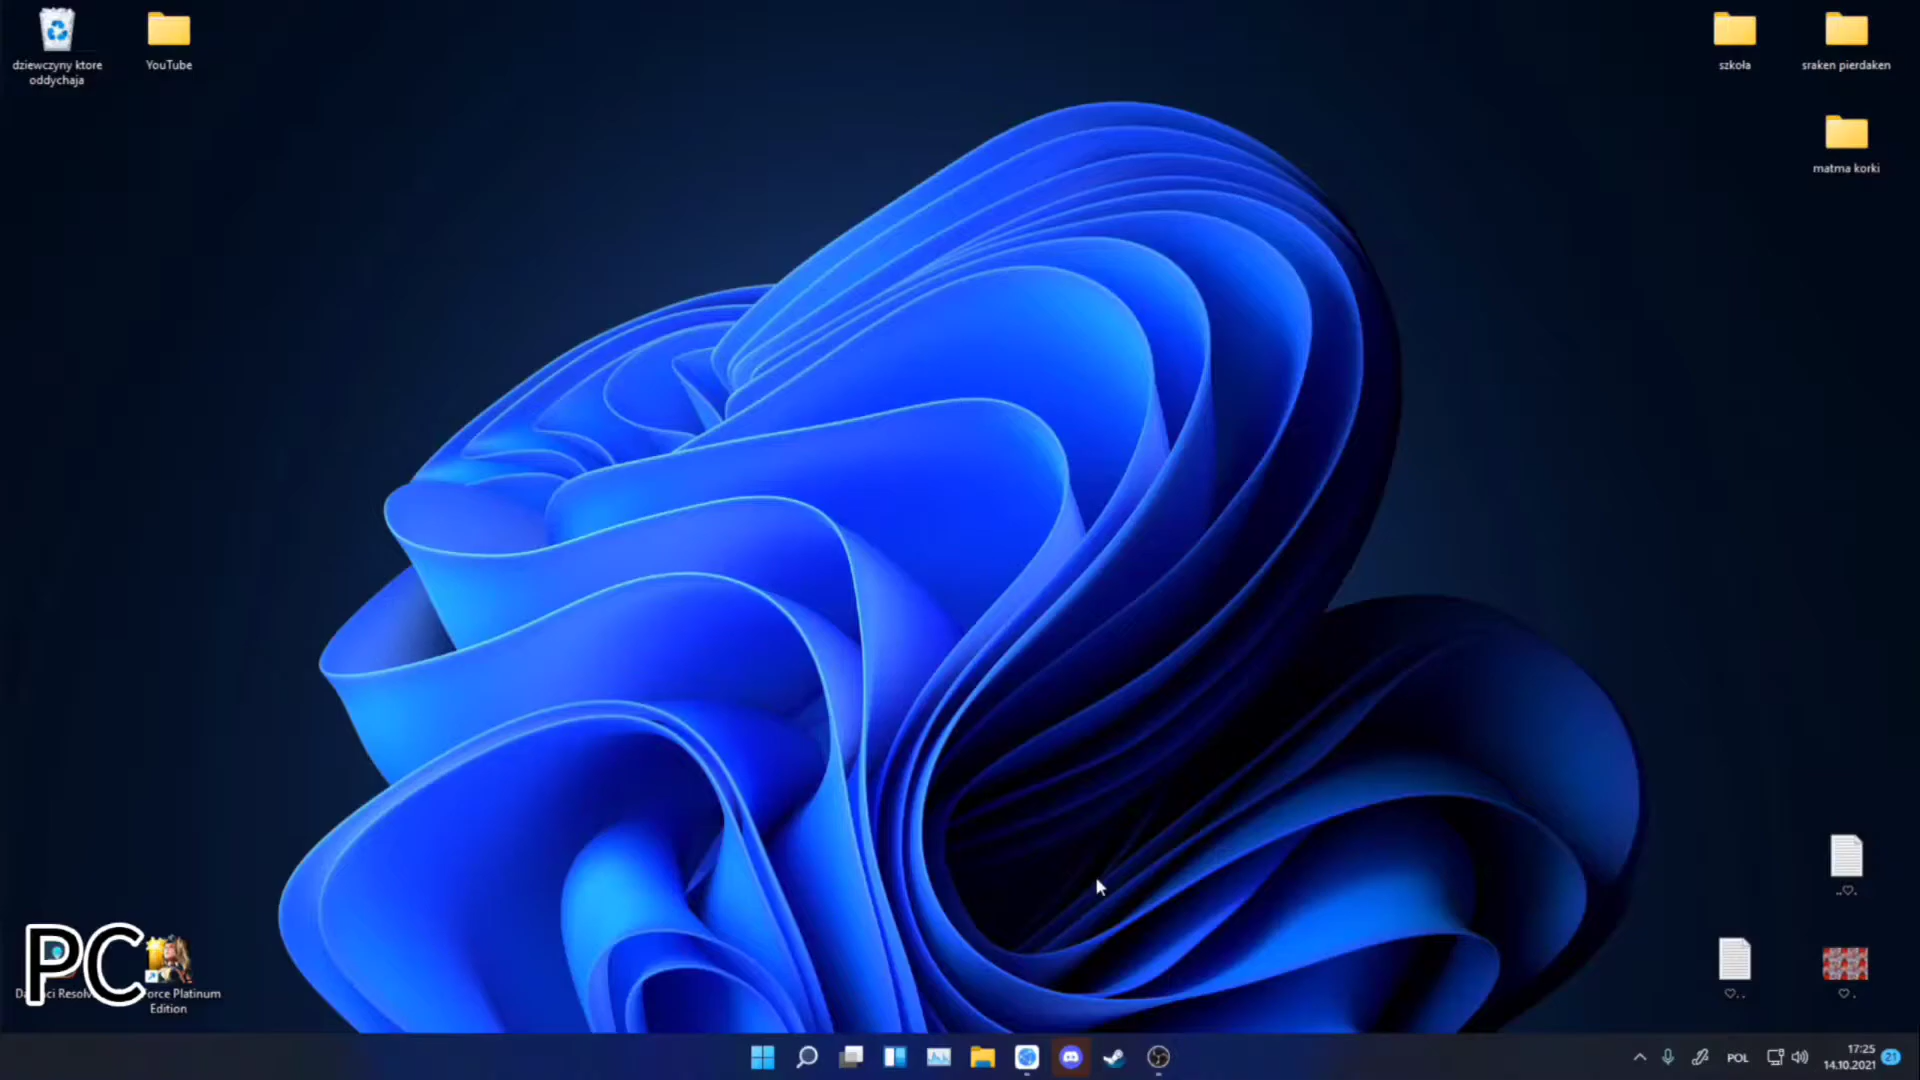 dziewczyny ktore
oddychaja
YouTube
szkoła
sraken pierdaken
matma korki
..♡.
PC
Force Platinum
Edition
♡..
♡.
POL
17:25
14.10.2021
21